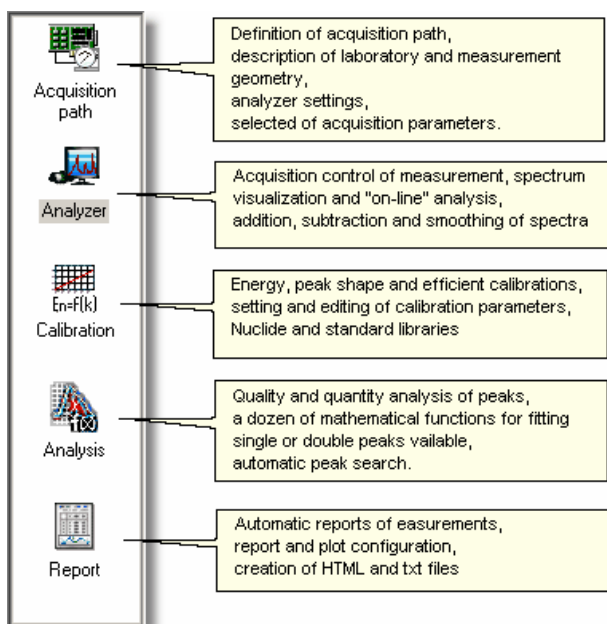 Acquisition
path
Definition of acquisition path,
description of laboratory and measurement
geometry,
analyzer settings,
selected of acquisition parameters.
Analyzer
Acquisition control of measurement, spectrum
visualization and "on-line" analysis,
addition, subtraction and smoothing of spectra
En=f(k)
Calibration
Energy, peak shape and efficient calibrations,
setting and editing of calibration parameters,
Nuclide and standard libraries
f(x)
Analysis
Quality and quantity analysis of peaks,
a dozen of mathematical functions for fitting
single or double peaks vailable,
automatic peak search.
Report
Automatic reports of easurements,
report and plot configuration,
creation of HTML and txt files